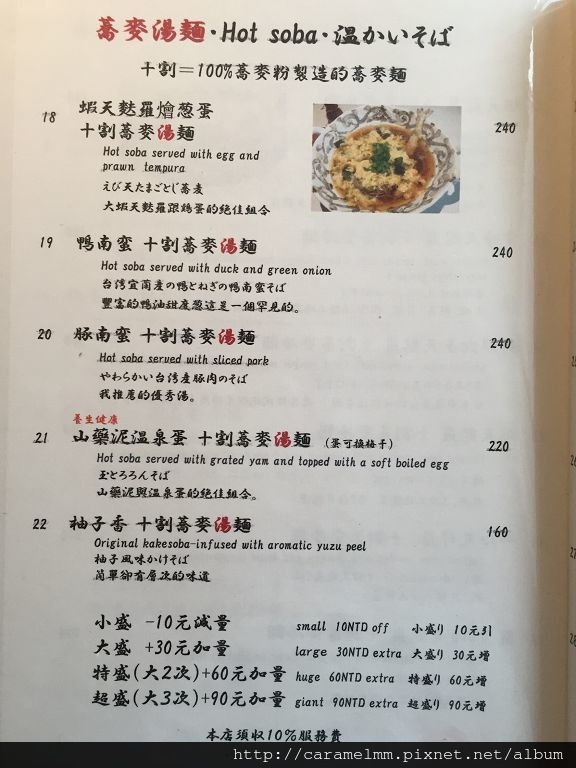 蕎麥湯麵・Hot soba・温かいそば
十割=100%蕎麥粉製造的蕎麥麵
18 蝦天麩羅燴葱蛋 240
十割蕎麥湯麵
Hot soba served with egg and
prawn tempura
えび天たまごとじ蕎麦
大蝦天麩羅跟鶏蛋的絶佳組合
19 鴨南蛮 十割蕎麥湯麵 240
Hot soba served with duck and green onion
台湾宜蘭産の鴨とねぎの鴨南蛮そば
豐富的鴨油甜度葱這是一個罕見的。
20 豚南蛮 十割蕎麥湯麵 240
Hot soba served with sliced pork
やわらかい台湾産豚肉のそば
我推薦的優秀湯。
養生健康
21 山藥泥温泉蛋 十割蕎麥湯麵 (蛋可換梅干) 220
Hot soba served with grated yam and topped with a soft boiled egg
玉とろろんそば
山藥泥與温泉蛋的絶佳組合。
22 柚子香 十割蕎麥湯麵 160
Original kakesoba-infused with aromatic yuzu peel
柚子風味かけそば
簡單卻有層次的味道
小盛 -10元減量 small 10NTD off 小盛り 10元引
大盛 +30元加量 large 30NTD extra 大盛り 30元増
特盛(大2次)+60元加量 huge 60NTD extra 特盛り 60元増
超盛(大3次)+90元加量 giant 90NTD extra 超盛り 90元増
本店須收10%服務費
http://caramelmm.pixnet.net/album